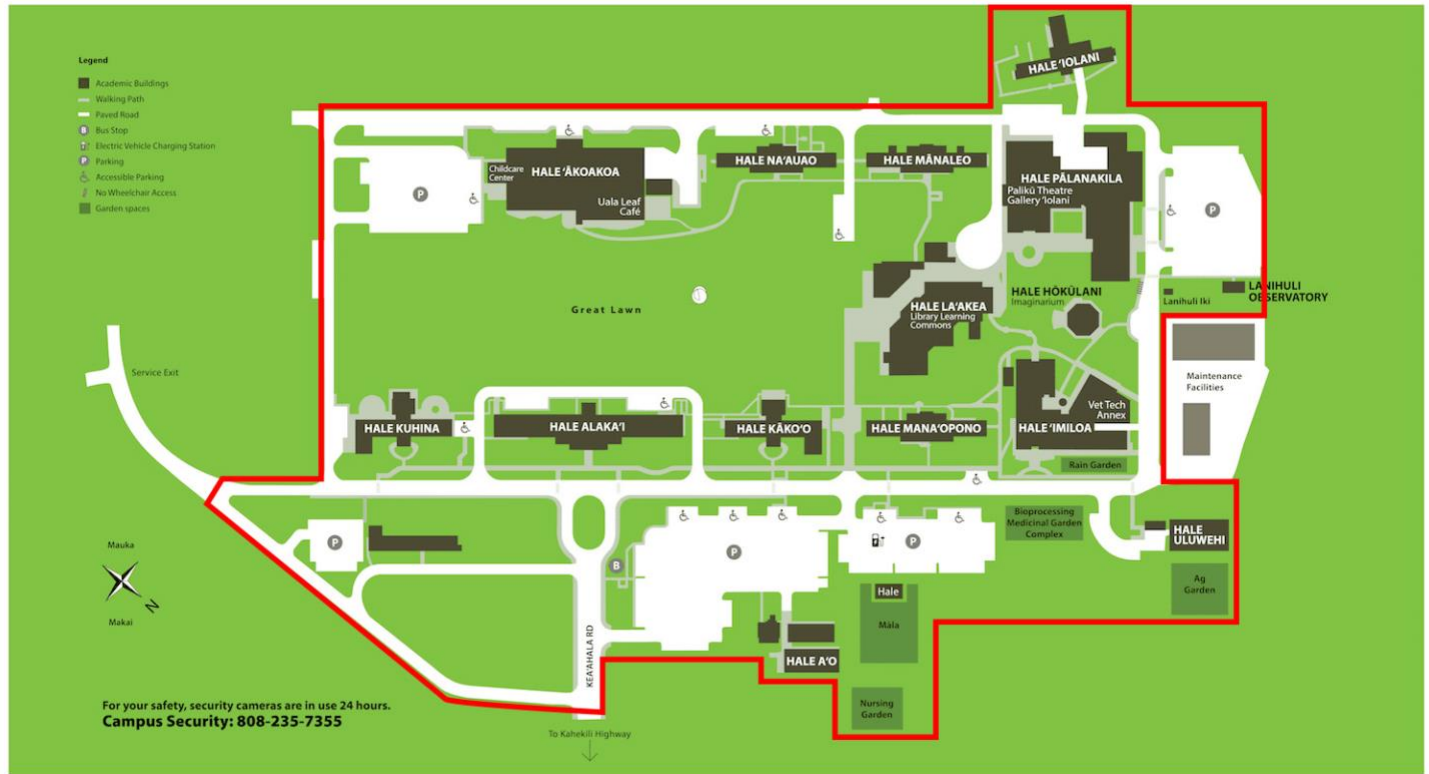 Legend
Academic Buildings
Walking Path
Paved Road
B
Bus Stop
Electric Vehicle Charging Station
P
Parking
Accessible Parking
No Wheelchair Access
Garden spaces
HALE ʻIOLANI
Childcare
Center
HALE ʻĀKOAKOA
Uala Leaf
Café
HALE NAʻAUAO
HALE MĀNALEO
HALE PĀLANAKILA
Palikū Theatre
Gallery ʻIolani
P
P
Great Lawn
HALE LAʻAKEA
Library Learning
Commons
HALE HŌKŪLANI
Imaginarium
Lanihuli Iki
LANIHULI
OBSERVATORY
Service Exit
Maintenance
Facilities
HALE KUHINA
HALE ALAKAʻI
HALE KĀKOʻO
HALE MANAʻOPONO
HALE ʻIMILOA
Vet Tech
Annex
Rain Garden
Bioprocessing
Medicinal Garden
Complex
HALE
ULUWEHI
Ag
Garden
P
P
P
B
Mauka
N
Makai
Hale
Māla
KEAʻAHALA RD
HALE AʻO
Nursing
Garden
For your safety, security cameras are in use 24 hours.
Campus Security: 808-235-7355
To Kahekili Highway